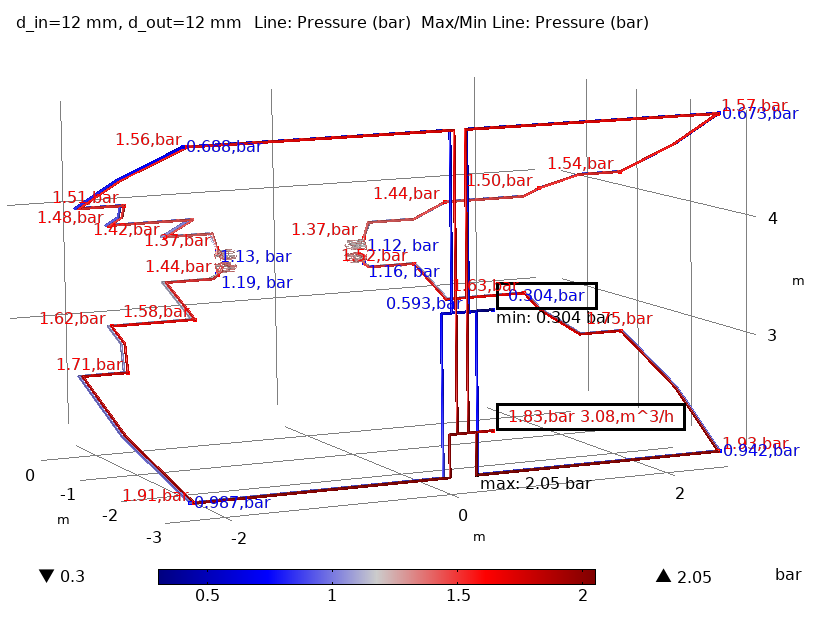 d_in=12 mm, d_out=12 mm  Line: Pressure (bar)  Max/Min Line: Pressure (bar)
1.57,bar
0.673,bar
1.56,bar
0.688,bar
1.54,bar
1.50,bar
1.44,bar
1.51,bar
1.48,bar
1.42,bar
1.37,bar
1.37,bar
1.12, bar
1.13, bar
1.44,bar
1.16, bar
1.19, bar
1.63,bar
0.304,bar
0.593,bar
min: 0.304 bar
1.58,bar
1.62,bar
1.71,bar
1.83,bar 3.08,m^3/h
1.93,bar
0.942,bar
max: 2.05 bar
1.91,bar
0.987,bar
4
m
3
0
-1
m
-2
-3
-2
0
m
2
0.3
0.5
1
1.5
2
2.05
bar